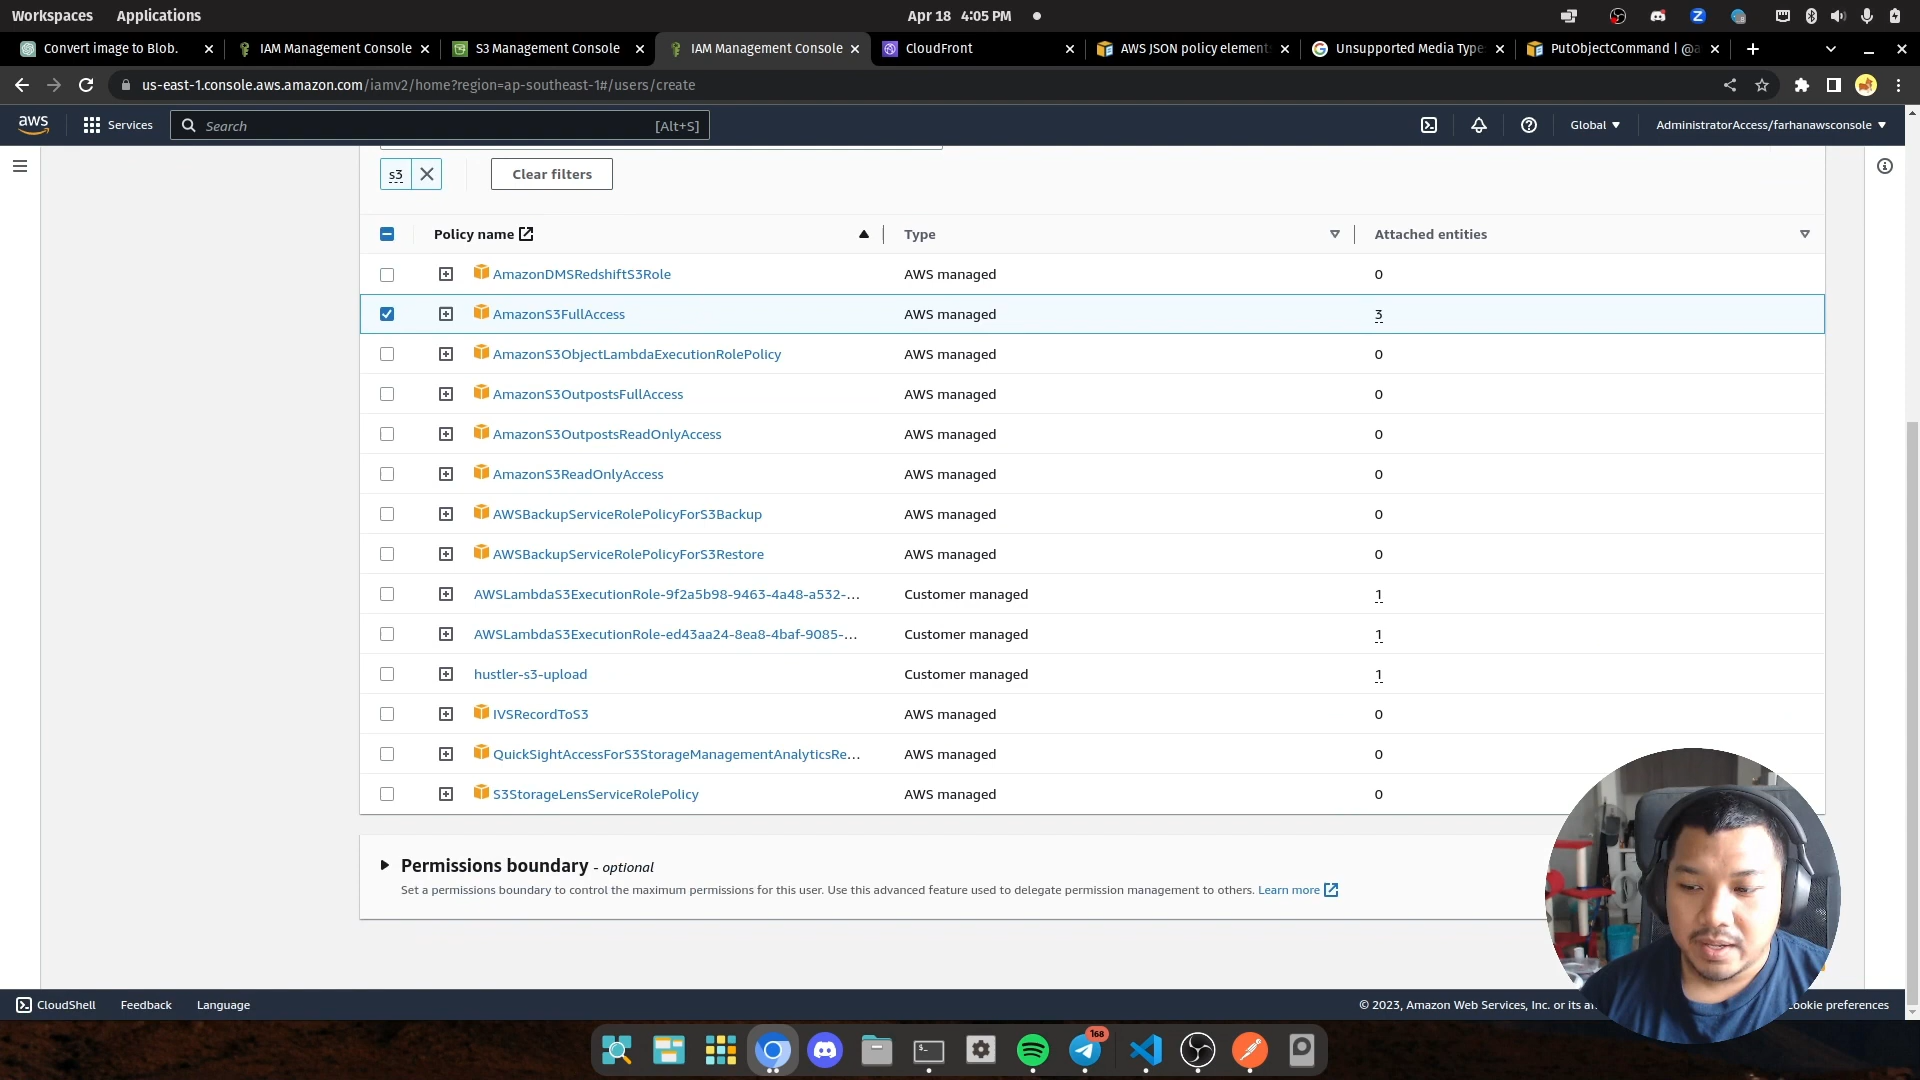 Workspaces Applications Apr 18 4:05 PM
Convert image to Blob. IAM Management Console S3 Management Console IAM Management Console CloudFront AWS JSON policy element Unsupported Media Type PutObjectCommand | @a
us-east-1.console.aws.amazon.com/iamv2/home?region=ap-southeast-1#/users/create
aws Services Search [Alt+S] Global AdministratorAccess/farhanawsconsole
s3 Clear filters
Policy name Type Attached entities
AmazonDMSRedshiftS3Role AWS managed 0
AmazonS3FullAccess AWS managed 3
AmazonS3ObjectLambdaExecutionRolePolicy AWS managed 0
AmazonS3OutpostsFullAccess AWS managed 0
AmazonS3OutpostsReadOnlyAccess AWS managed 0
AmazonS3ReadOnlyAccess AWS managed 0
AWSBackupServiceRolePolicyForS3Backup AWS managed 0
AWSBackupServiceRolePolicyForS3Restore AWS managed 0
AWSLambdaS3ExecutionRole-9f2a5b98-9463-4a48-a532-... Customer managed 1
AWSLambdaS3ExecutionRole-ed43aa24-8ea8-4baf-9085-... Customer managed 1
hustler-s3-upload Customer managed 1
IVSRecordToS3 AWS managed 0
QuickSightAccessForS3StorageManagementAnalyticsRe... AWS managed 0
S3StorageLensServiceRolePolicy AWS managed 0
Permissions boundary - optional
Set a permissions boundary to control the maximum permissions for this user. Use this advanced feature used to delegate permission management to others. Learn more
CloudShell Feedback Language © 2023, Amazon Web Services, Inc. or its cookie preferences
168